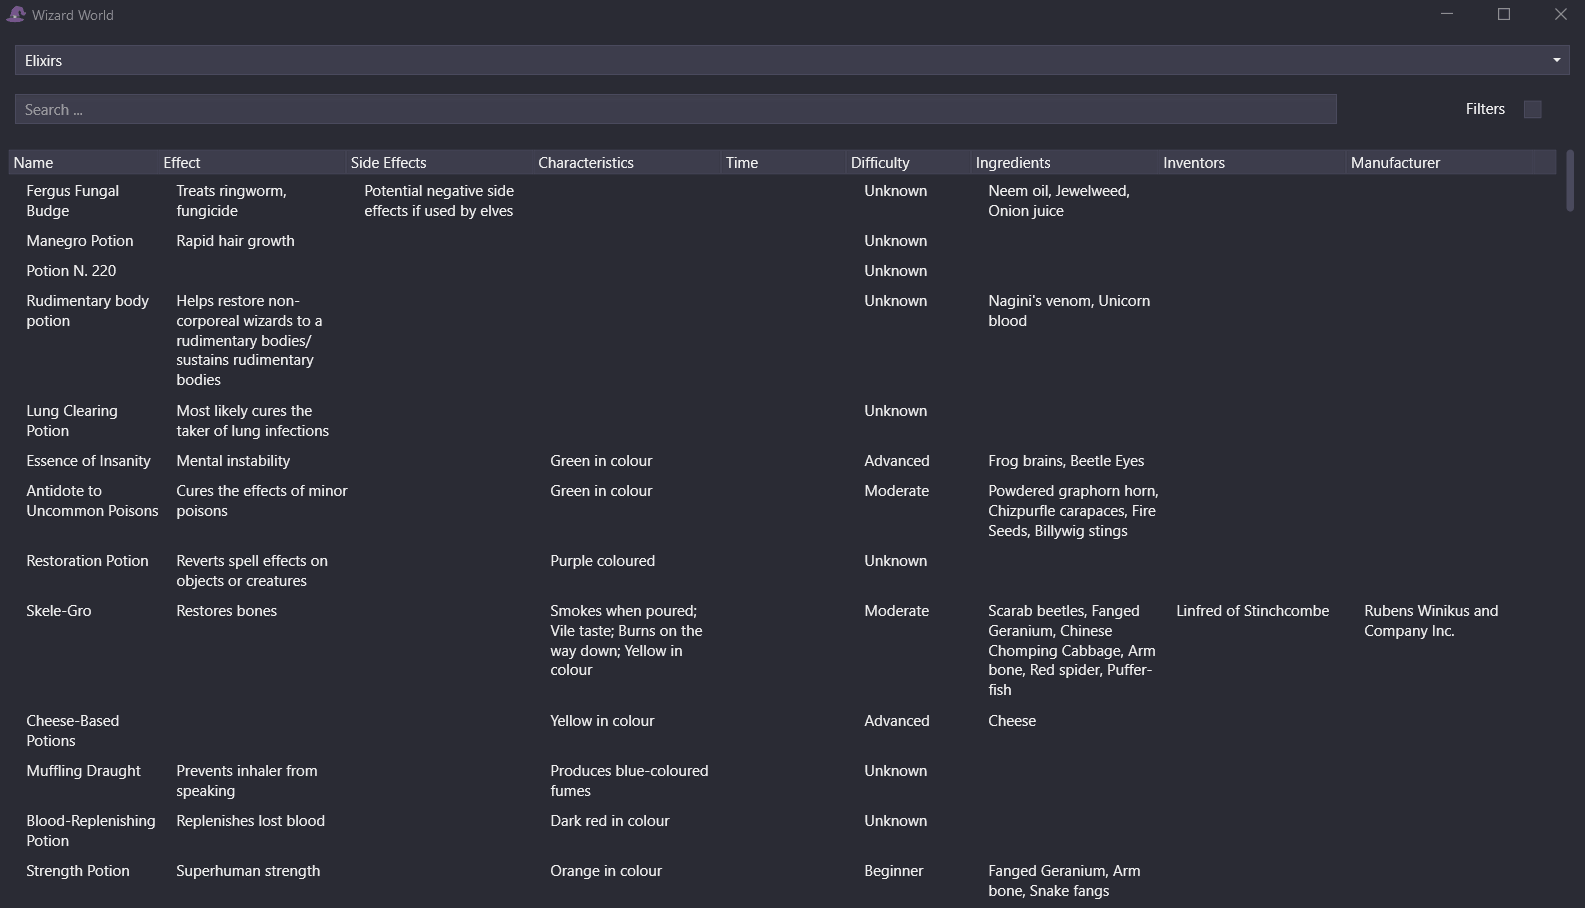 Wizard World
Elixirs
Search ...
Filters
Name Effect Side Effects Characteristics Time Difficulty Ingredients Inventors Manufacturer
Fergus Fungal Treats ringworm, Potential negative side Unknown Neem oil, Jewelweed,
Budge fungicide effects if used by elves Onion juice
Manegro Potion Rapid hair growth Unknown
Potion N. 220 Unknown
Rudimentary body Helps restore non- Unknown Nagini's venom, Unicorn
potion corporeal wizards to a blood
rudimentary bodies/
sustains rudimentary
bodies
Lung Clearing Most likely cures the Unknown
Potion taker of lung infections
Essence of Insanity Mental instability Green in colour Advanced Frog brains, Beetle Eyes
Antidote to Cures the effects of minor Green in colour Moderate Powdered graphorn horn,
Uncommon Poisons poisons Chizpurfle carapaces, Fire
Seeds, Billywig stings
Restoration Potion Reverts spell effects on Purple coloured Unknown
objects or creatures
Skele-Gro Restores bones Smokes when poured; Moderate Scarab beetles, Fanged Linfred of Stinchcombe Rubens Winikus and
Vile taste; Burns on the Geranium, Chinese Company Inc.
way down; Yellow in Chomping Cabbage, Arm
colour bone, Red spider, Puffer-
fish
Cheese-Based Yellow in colour Advanced Cheese
Potions
Muffling Draught Prevents inhaler from Produces blue-coloured Unknown
speaking fumes
Blood-Replenishing Replenishes lost blood Dark red in colour Unknown
Potion
Strength Potion Superhuman strength Orange in colour Beginner Fanged Geranium, Arm
bone, Snake fangs